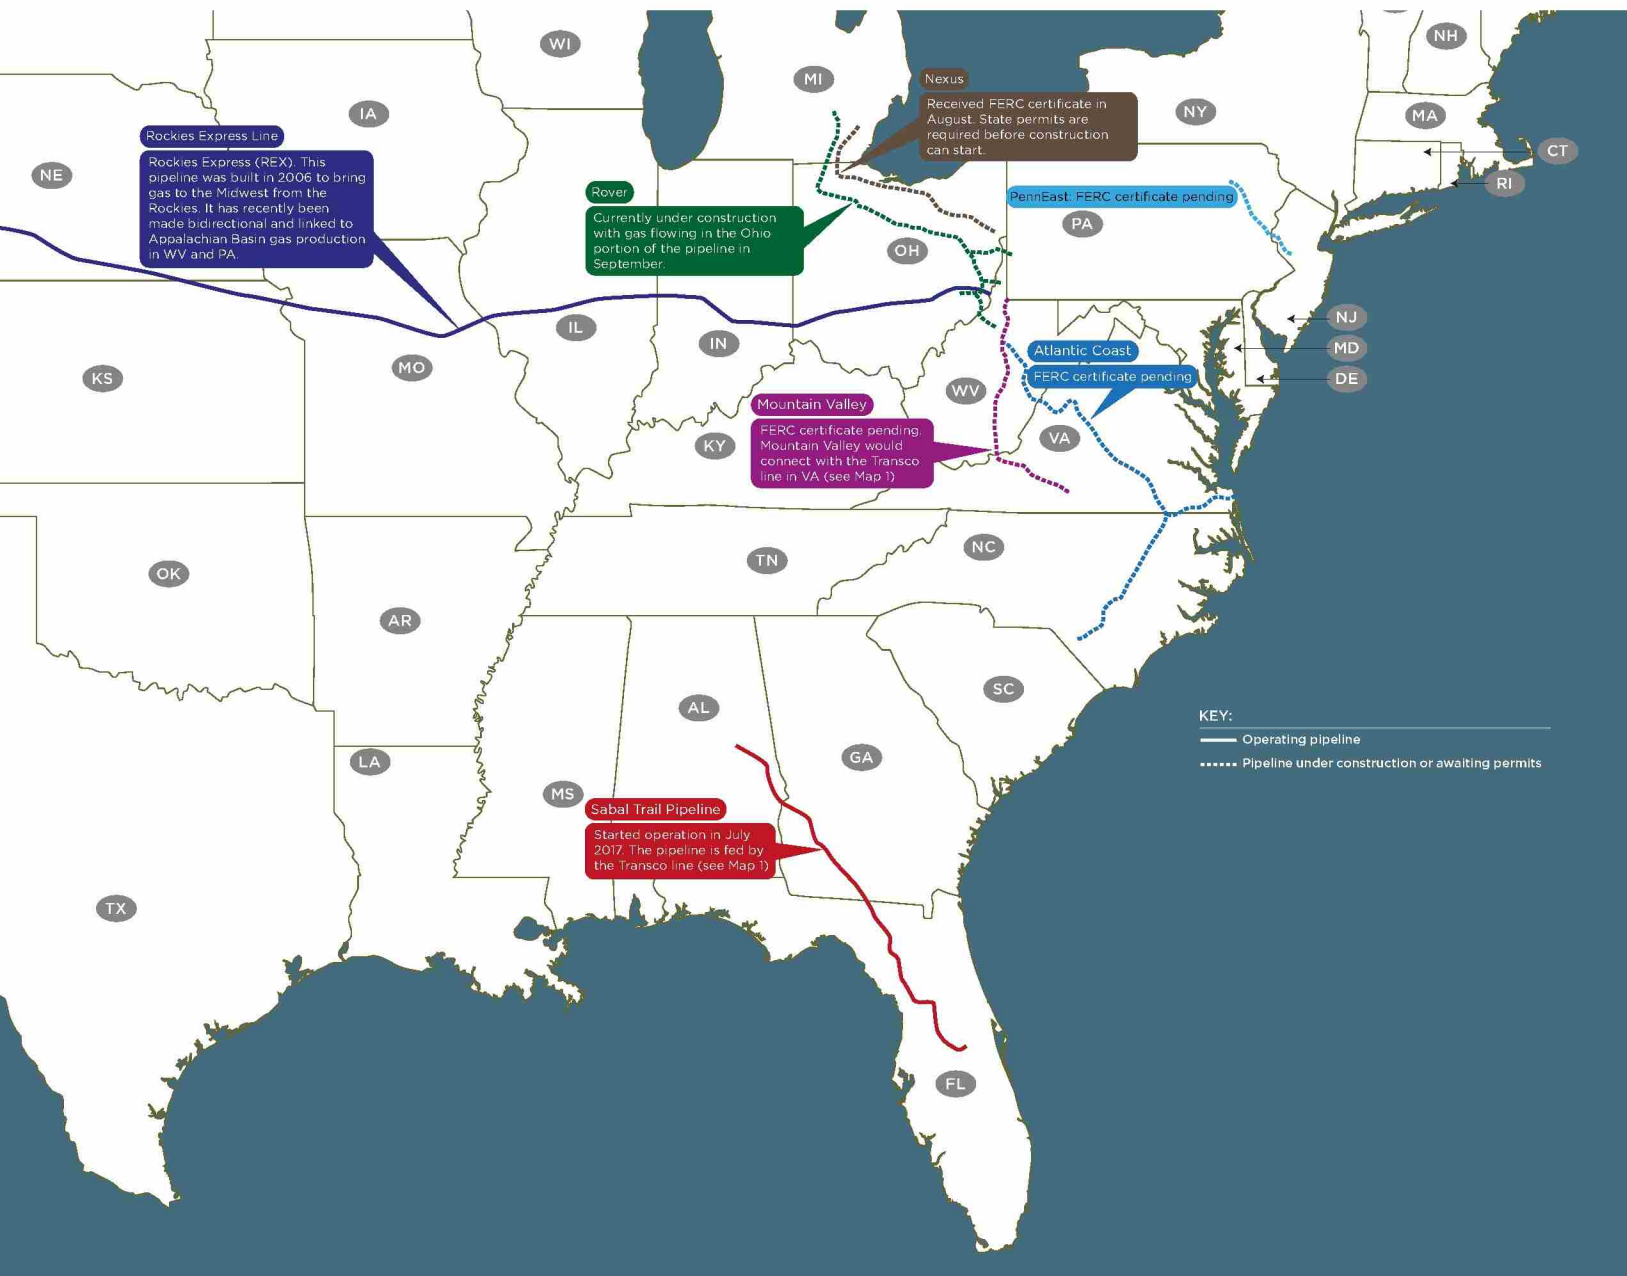 WI
NH
MI
Nexus
IA
NY
MA
Received FERC certificate in
August. State permits are
required before construction
can start.
Rockies Express Line
CT
Rockies Express (REX). This
pipeline was built in 2006 to bring
gas to the Midwest from the
Rockies. It has recently been
made bidirectional and linked to
Appalachian Basin gas production
in WV and PA.
NE
RI
Rover
PennEast: FERC certificate pending
Currently under construction
with gas flowing in the Ohio
portion of the pipeline in
September.
PA
OH
NJ
IL
IN
MD
Atlantic Coast
FERC certificate pending
MO
KS
DE
WV
Mountain Valley
FERC certificate pending.
Mountain Valley would
connect with the Transco
line in VA (see Map 1)
KY
VA
NC
TN
OK
AR
SC
AL
KEY:
Operating pipeline
Pipeline under construction or awaiting permits
GA
LA
MS
Sabal Trail Pipeline
Started operation in July
2017. The pipeline is fed by
the Transco line (see Map 1)
TX
FL